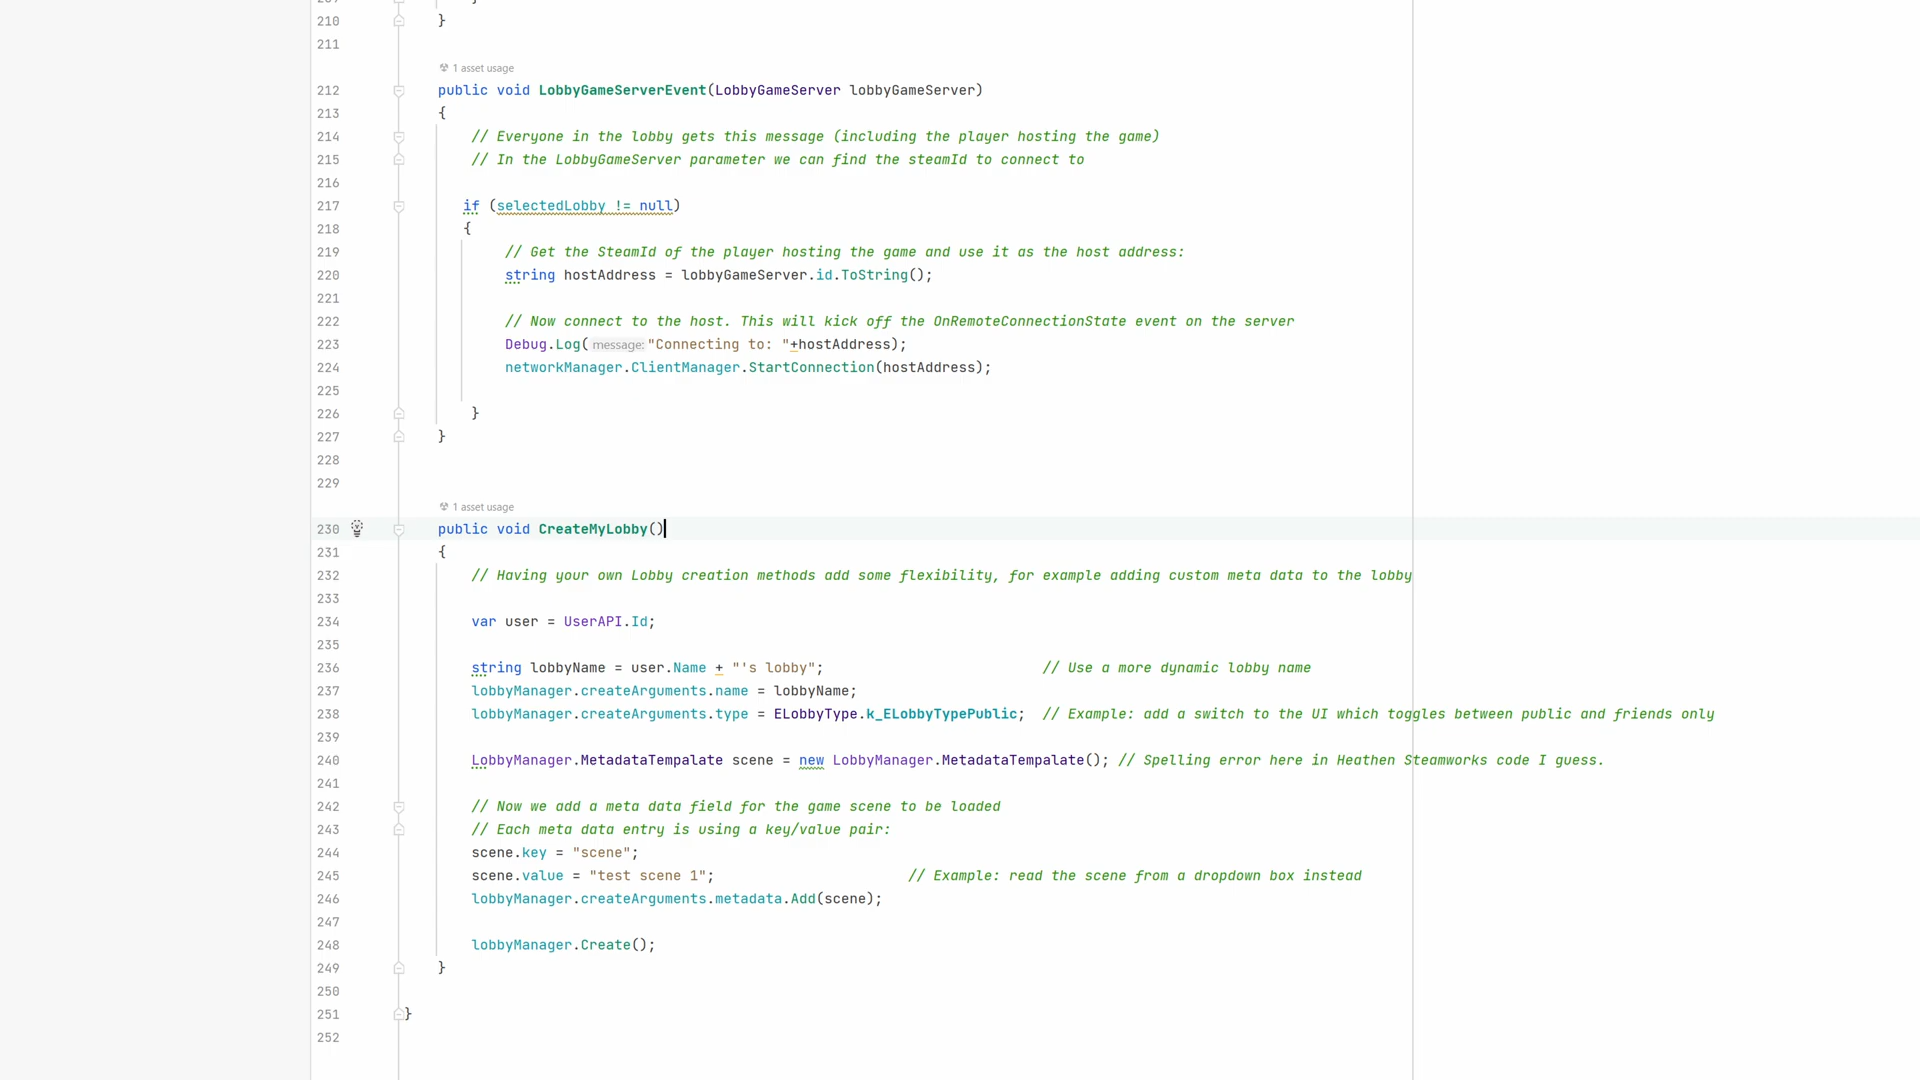 210 }
211
1 asset usage
212 public void LobbyGameServerEvent(LobbyGameServer lobbyGameServer)
213 {
214 // Everyone in the lobby gets this message (including the player hosting the game)
215 // In the LobbyGameServer parameter we can find the steamId to connect to
216
217 if (selectedLobby != null)
218 {
219 // Get the SteamId of the player hosting the game and use it as the host address:
220 string hostAddress = lobbyGameServer.id.ToString();
221
222 // Now connect to the host. This will kick off the OnRemoteConnectionState event on the server
223 Debug.Log( message: "Connecting to: "+hostAddress);
224 networkManager.ClientManager.StartConnection(hostAddress);
225
226 }
227 }
228
229
1 asset usage
230 public void CreateMyLobby()
231 {
232 // Having your own Lobby creation methods add some flexibility, for example adding custom meta data to the lobby
233
234 var user = UserAPI.Id;
235
236 string lobbyName = user.Name + "'s lobby"; // Use a more dynamic lobby name
237 lobbyManager.createArguments.name = lobbyName;
238 lobbyManager.createArguments.type = ELobbyType.k_ELobbyTypePublic; // Example: add a switch to the UI which toggles between public and friends only
239
240 LobbyManager.MetadataTempalate scene = new LobbyManager.MetadataTempalate(); // Spelling error here in Heathen Steamworks code I guess.
241
242 // Now we add a meta data field for the game scene to be loaded
243 // Each meta data entry is using a key/value pair:
244 scene.key = "scene";
245 scene.value = "test scene 1"; // Example: read the scene from a dropdown box instead
246 lobbyManager.createArguments.metadata.Add(scene);
247
248 lobbyManager.Create();
249 }
250
251 }
252